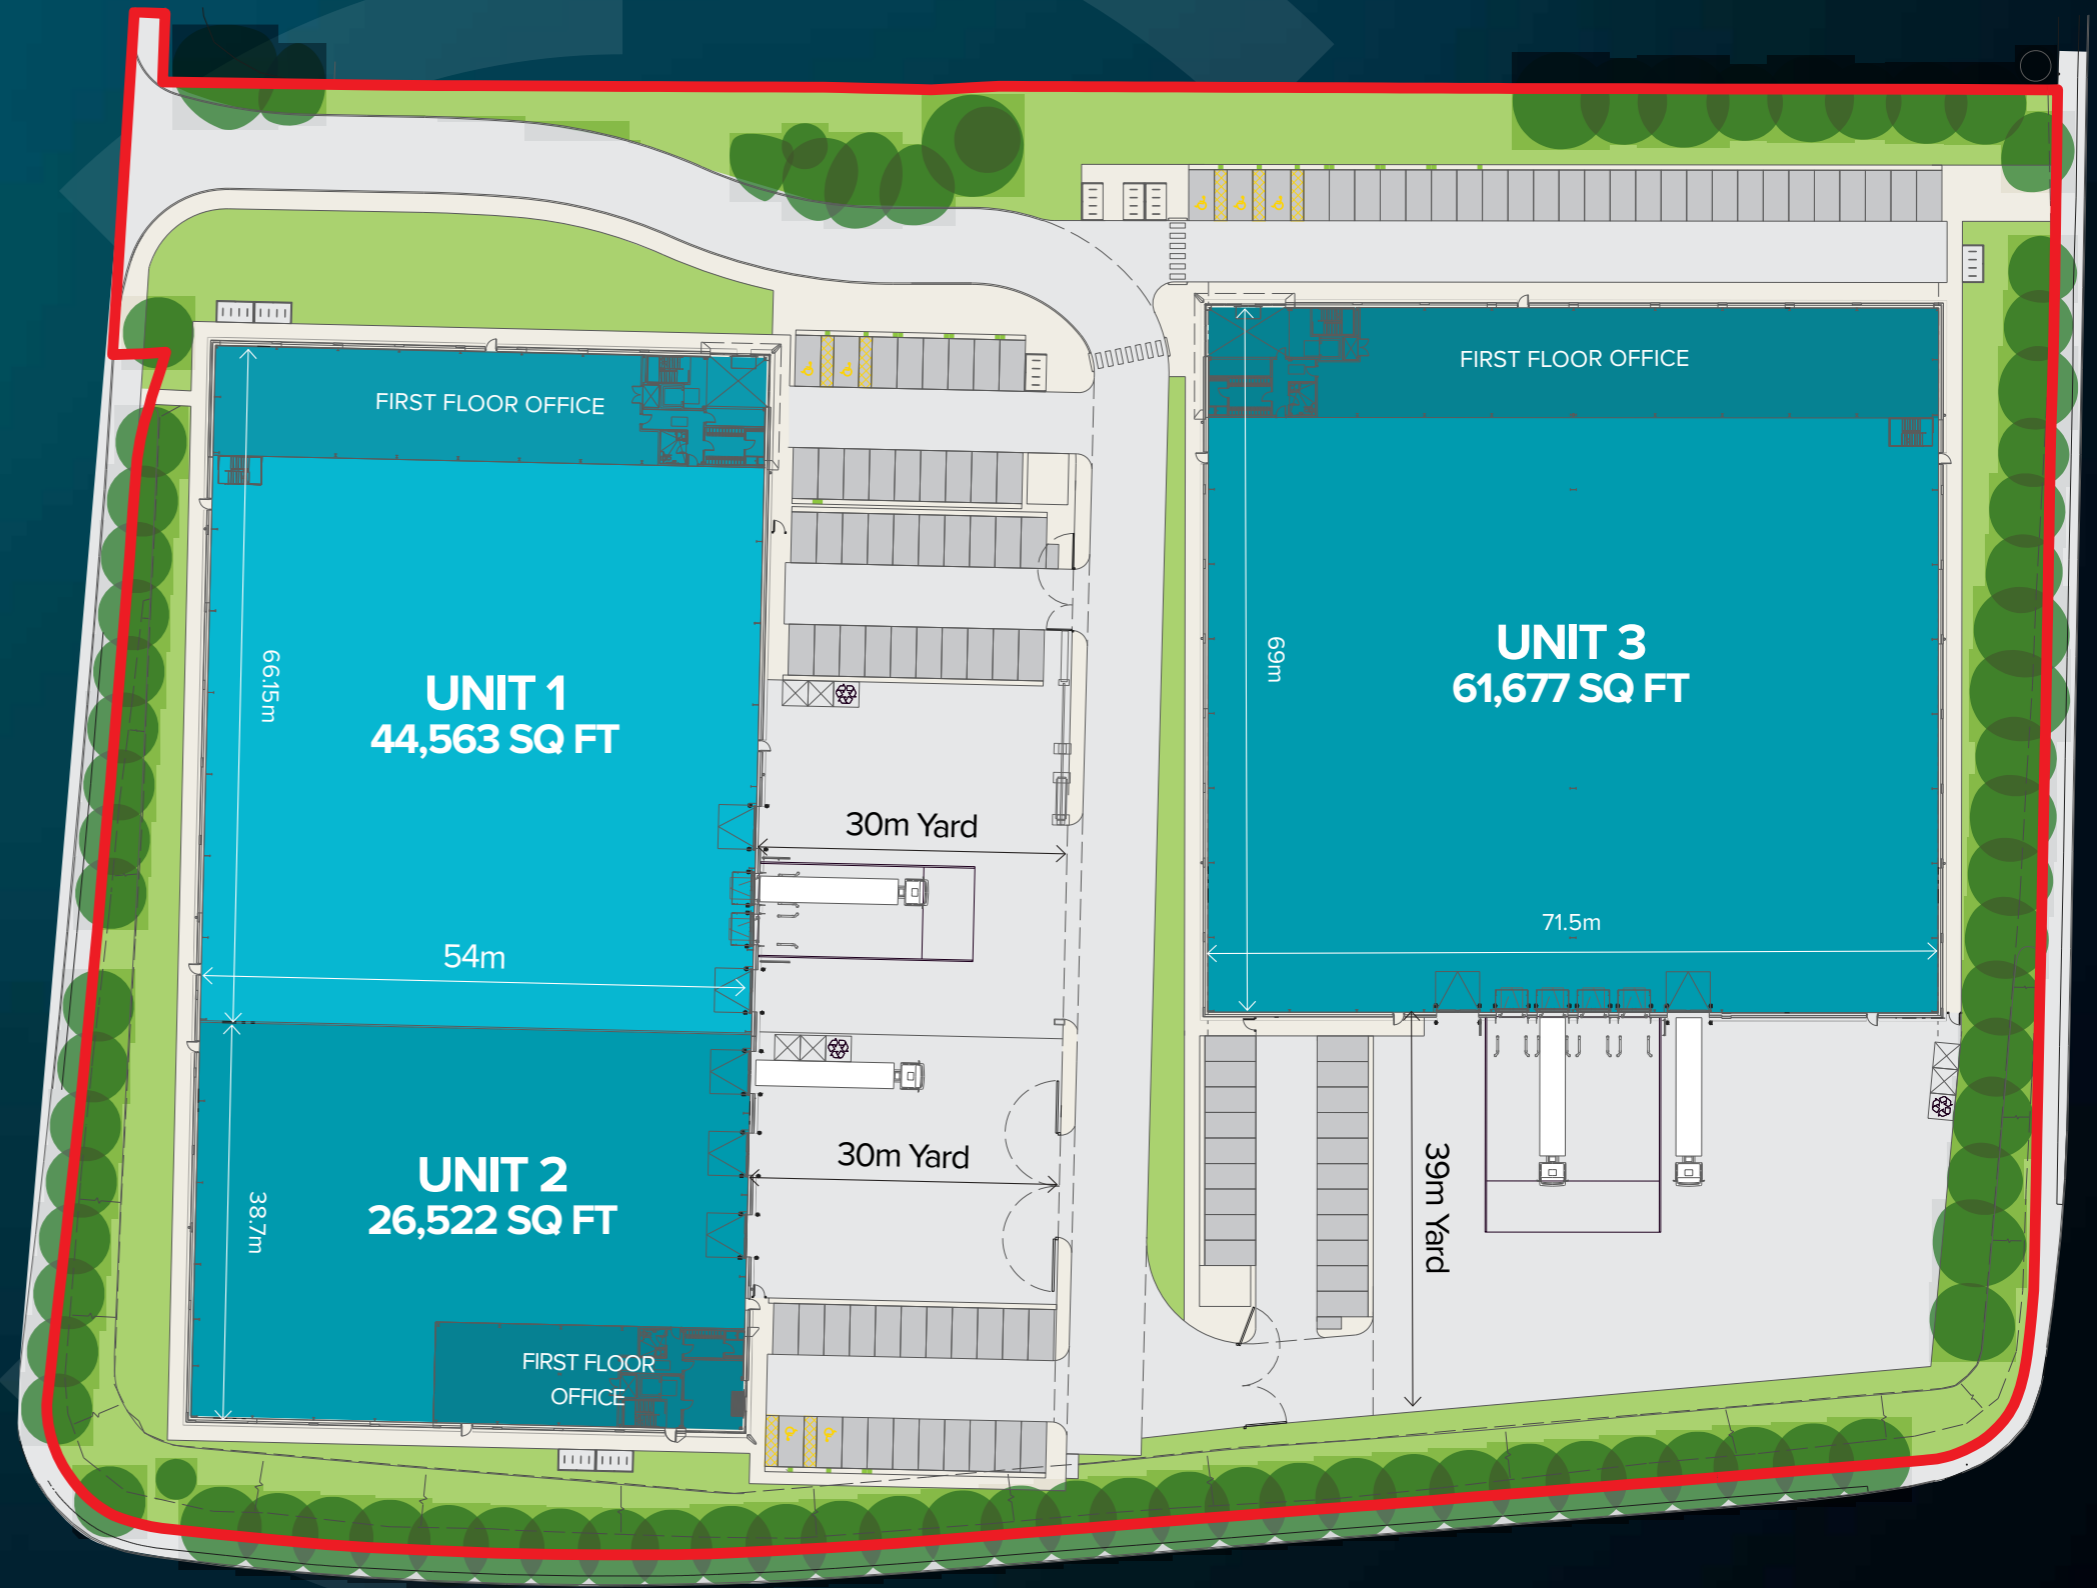 FIRST FLOOR OFFICE
66.15m
UNIT 1
44,563 SQ FT
54m
30m Yard
UNIT 2
26,522 SQ FT
38.7m
30m Yard
FIRST FLOOR
OFFICE
FIRST FLOOR OFFICE
69m
UNIT 3
61,677 SQ FT
71.5m
39m Yard